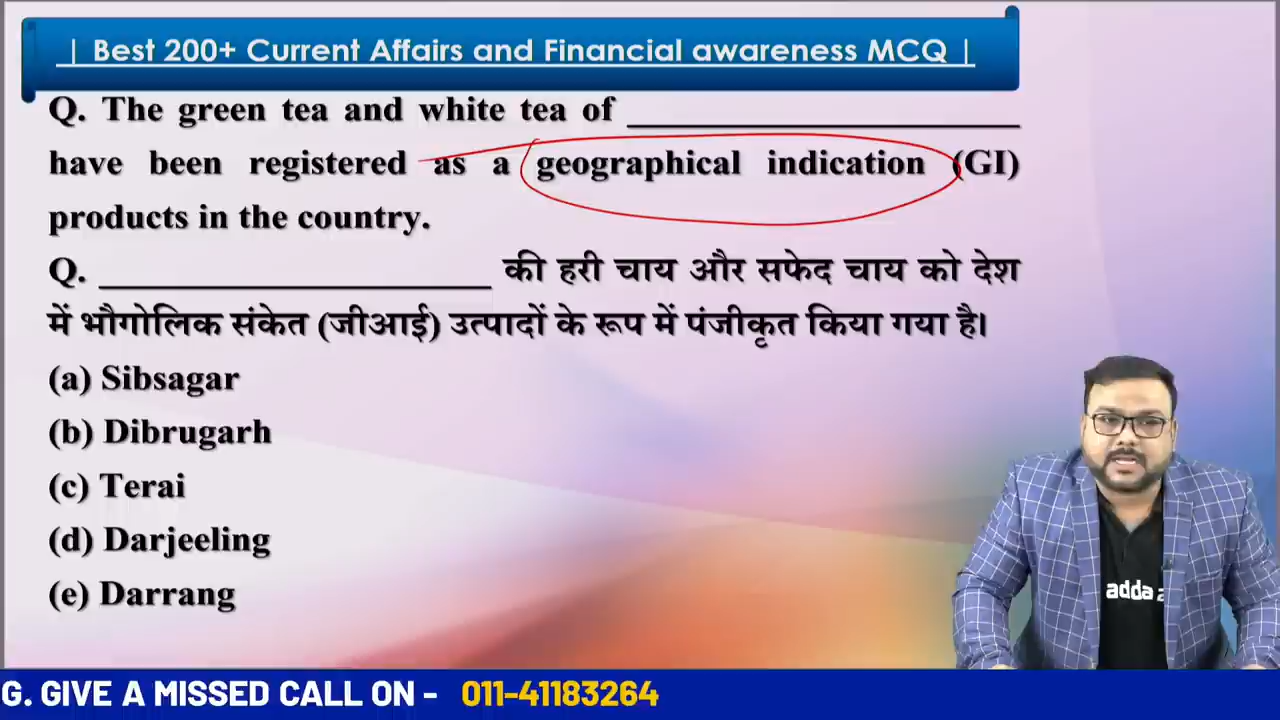 | Best 200+ Current Affairs and Financial awareness MCQ |
Q. The green tea and white tea of ____________________
have been registered as a geographical indication (GI)
products in the country.
Q. ____________________ की हरी चाय और सफेद चाय को देश
में भौगोलिक संकेत (जीआई) उत्पादों के रूप में पंजीकृत किया गया है।
(a) Sibsagar
(b) Dibrugarh
(c) Terai
(d) Darjeeling
(e) Darrang
adda
G. GIVE A MISSED CALL ON - 011-41183264